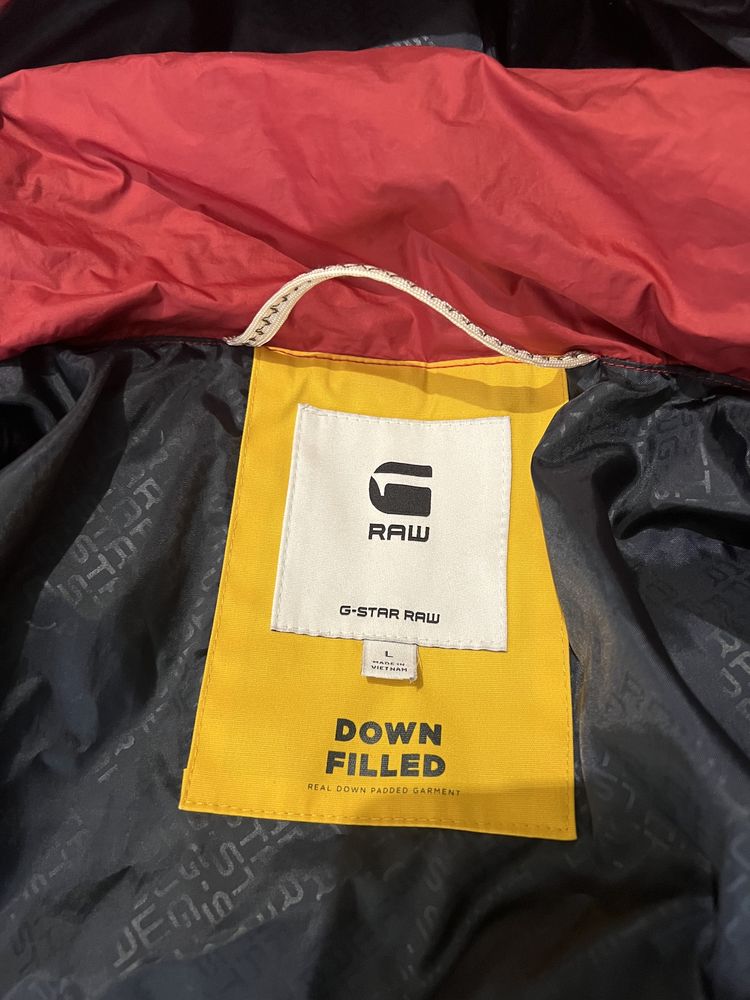 G
RAW
G-STAR RAW
L
MADE IN
VIETNAM
DOWN
FILLED
REAL DOWN PADDED GARMENT